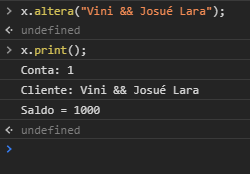 > x.altera("Vini && Josué Lara");
<· undefined
> x.print();
Conta: 1
Cliente: Vini && Josué Lara
Saldo = 1000
<· undefined
>